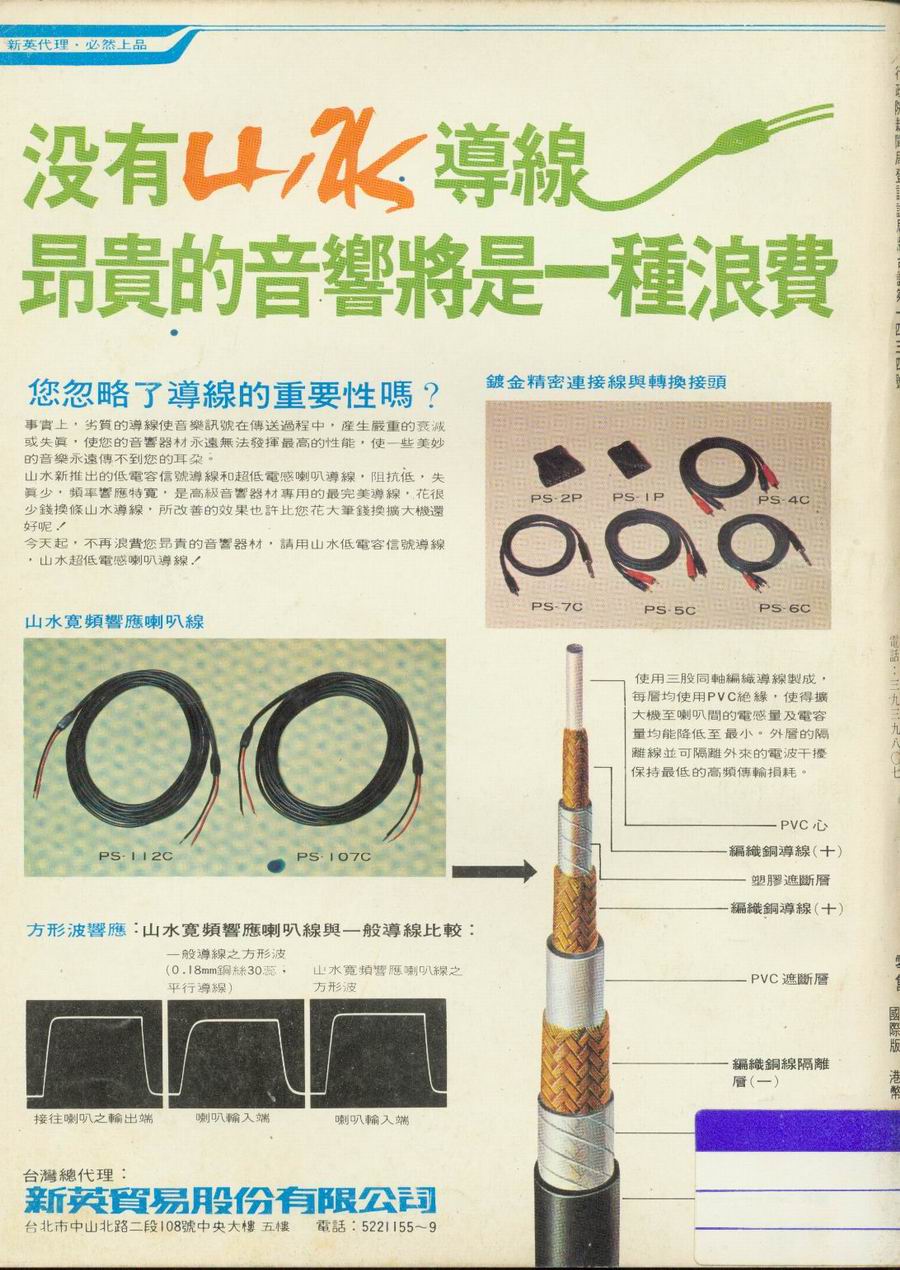 新英代理・必然上品
没有山水導線
昂貴的音響將是一種浪費
您忽略了導線的重要性嗎？
事實上，劣質的導線使音樂訊號在傳送過程中，產生嚴重的衰減
或失眞，使您的音響器材永遠無法發揮最高的性能，使一些美妙
的音樂永遠傳不到您的耳朶。
山水新推出的低電容信號導線和超低電感喇叭導線，阻抗低，失
眞少，頻率響應特寬，是高級音響器材專用的最完美導線，花很
少錢換條山水導線，所改善的效果也許比您花大筆錢換擴大機還
好呢！
今天起，不再浪費您昂貴的音響器材，請用山水低電容信號導線
，山水超低電感喇叭導線！
鍍金精密連接線與轉換接頭
PS-2P
PS-1P
PS-4C
PS-7C
PS-5C
PS-6C
山水寬頻響應喇叭線
PS-112C
PS-107C
使用三股同軸編織導線製成，
每層均使用PVC絕緣，使得擴
大機至喇叭間的電感量及電容
量均能降低至最小。外層的隔
離線並可隔離外來的電波干擾
保持最低的高頻傳輸損耗。
PVC心
編織銅導線(＋)
塑膠遮斷層
編織銅導線(＋)
PVC遮斷層
編織銅線隔離
層(一)
方形波響應：山水寬頻響應喇叭線與一般導線比較：
一般導線之方形波
(0.18mm銅絲30蕊，
平行導線)
山水寬頻響應喇叭線之
方形波
接往喇叭之輸出端
喇叭輸入端
喇叭輸入端
台灣總代理：
新英貿易股份有限公司
台北市中山北路二段108號中央大樓五樓 電話：5221155～9
電話：三九三九八〇七
國際版 港幣